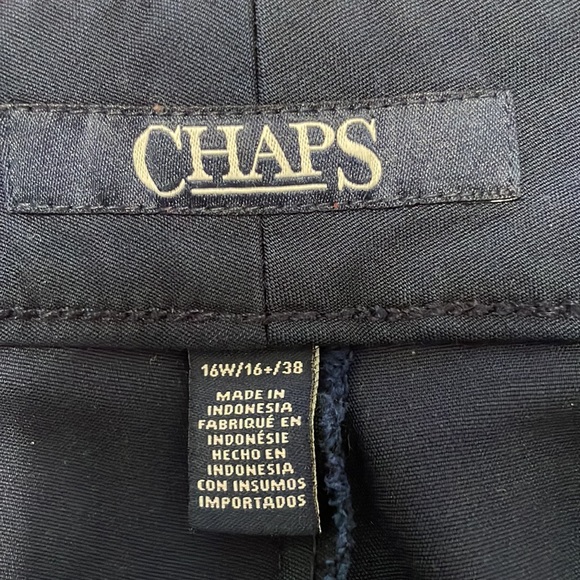 CHAPS
16W/16+/38
MADE IN
INDONESIA
FABRIQUÉ EN
INDONÉSIE
HECHO EN
INDONESIA
CON INSUMOS
IMPORTADOS